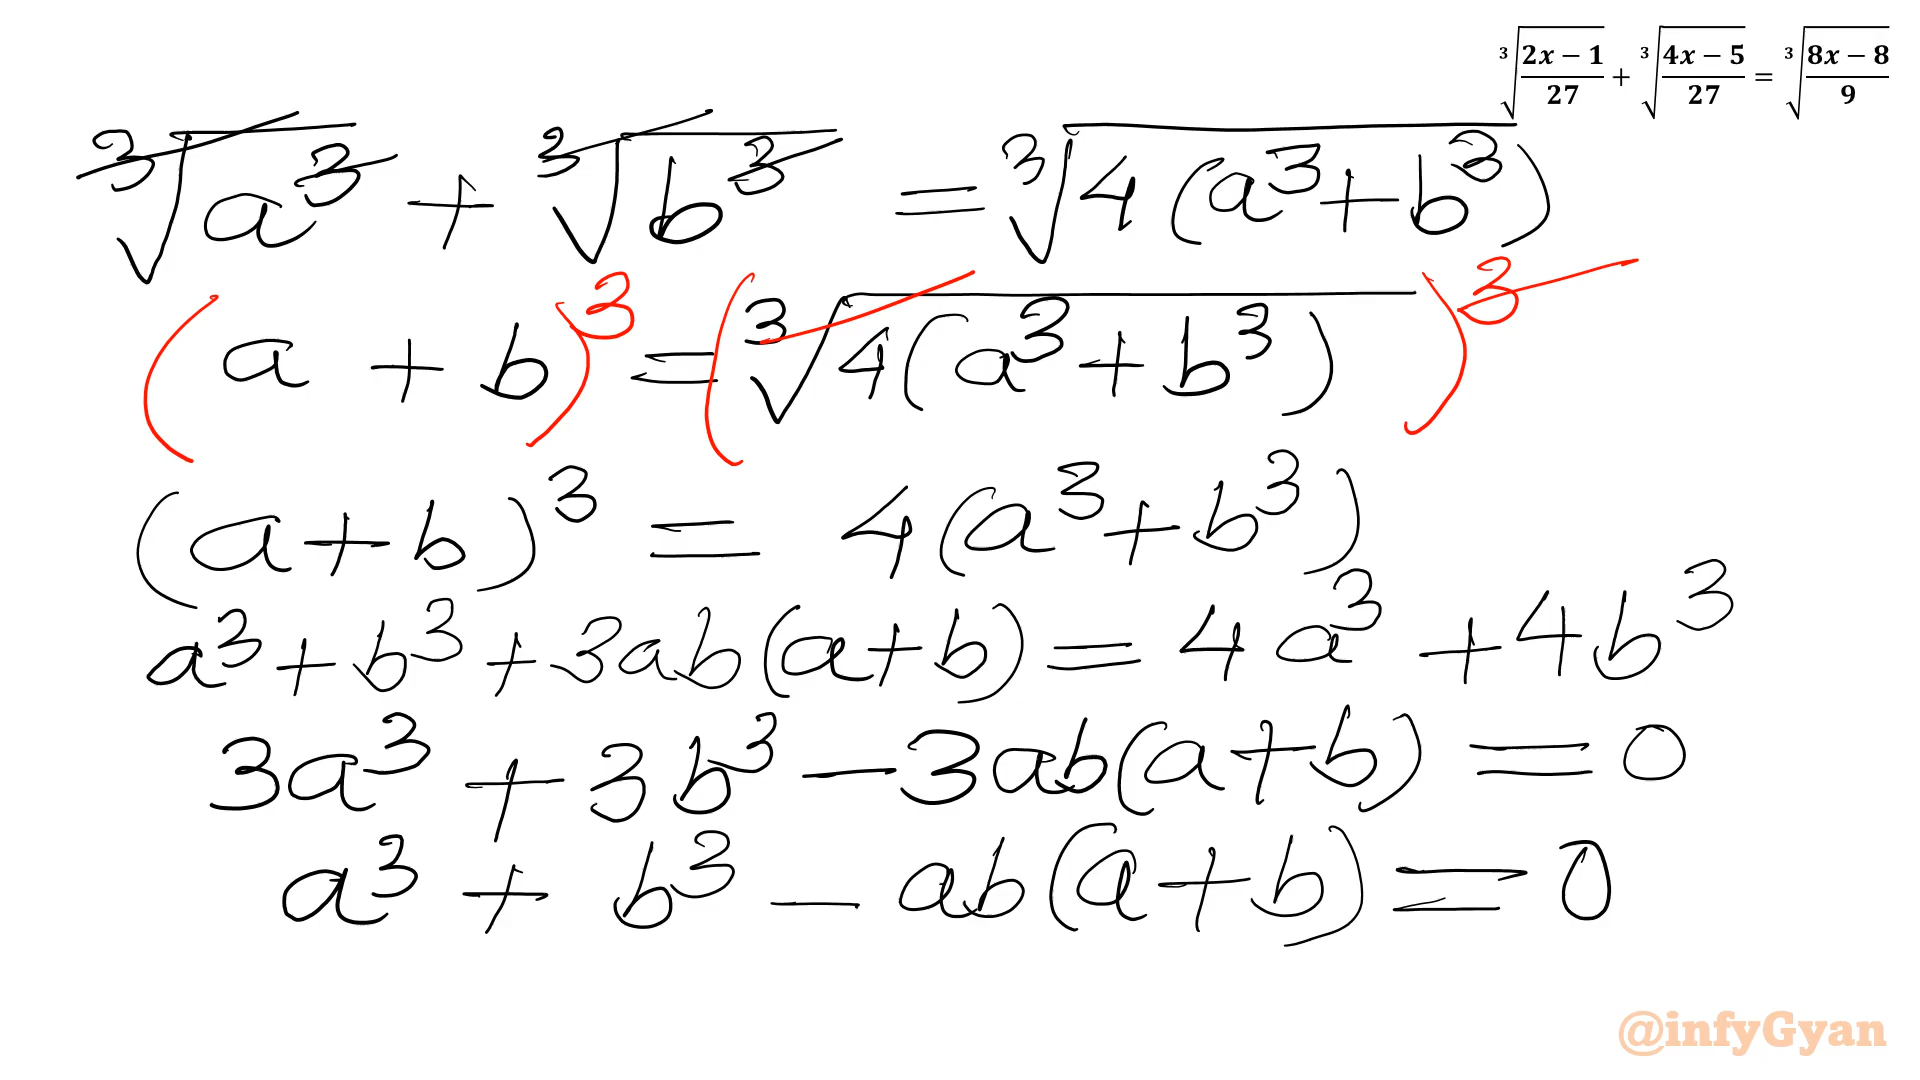 ∛((2x − 1)/27) + ∛((4x − 5)/27) = ∛((8x − 8)/9)
∛(a³) + ∛(b³) = ∛(4(a³ + b³))
(a + b)³ = (∛(4(a³ + b³)))³
(a + b)³ = 4(a³ + b³)
a³ + b³ + 3ab(a + b) = 4a³ + 4b³
3a³ + 3b³ − 3ab(a + b) = 0
a³ + b³ − ab(a + b) = 0
@infyGyan